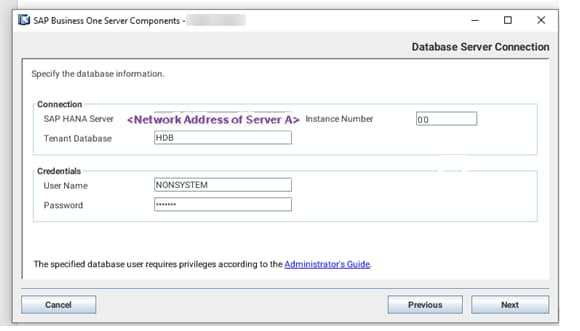 SAP Business One Server Components -
Database Server Connection
Specify the database information.
Connection
SAP HANA Server <Network Address of Server A> Instance Number 00
Tenant Database HDB
Credentials
User Name NONSYSTEM
Password •••••••
The specified database user requires privileges according to the Administrator's Guide.
Cancel Previous Next